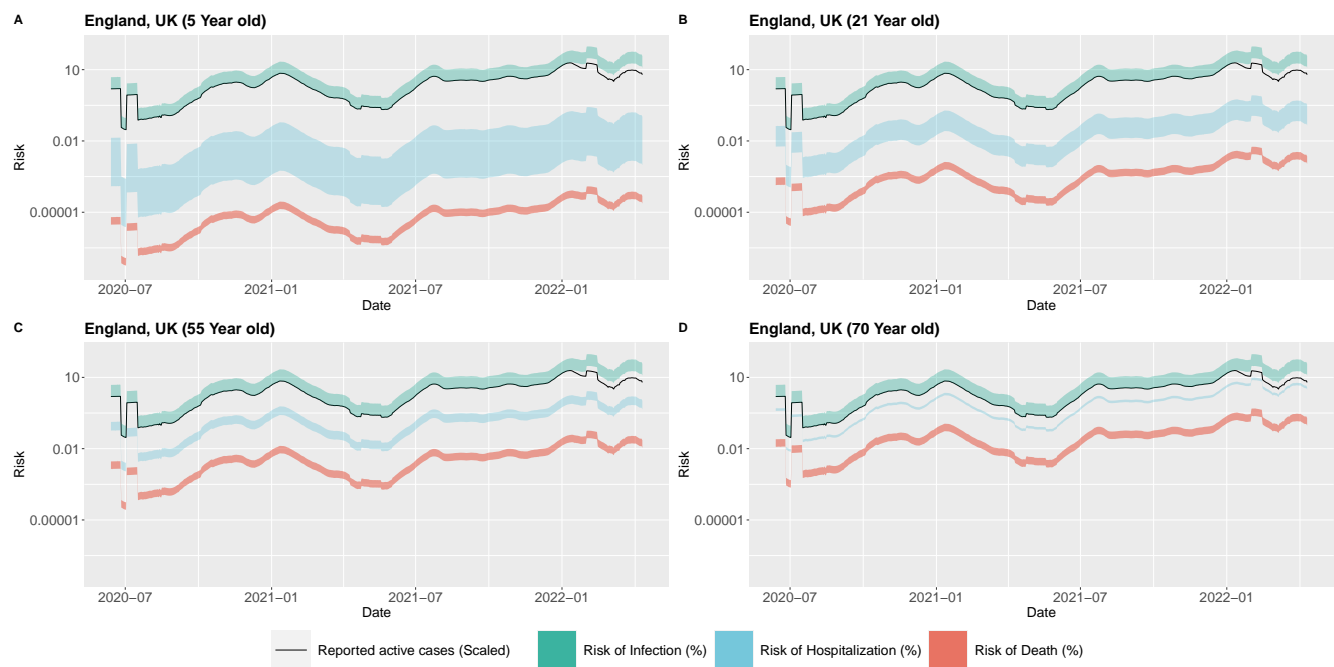 A
England, UK (5 Year old)
Risk
10
0.01
0.00001
2020−07
2021−01
2021−07
2022−01
Date
B
England, UK (21 Year old)
Risk
10
0.01
0.00001
2020−07
2021−01
2021−07
2022−01
Date
C
England, UK (55 Year old)
Risk
10
0.01
0.00001
2020−07
2021−01
2021−07
2022−01
Date
D
England, UK (70 Year old)
Risk
10
0.01
0.00001
2020−07
2021−01
2021−07
2022−01
Date
Reported active cases (Scaled)
Risk of Infection (%)
Risk of Hospitalization (%)
Risk of Death (%)